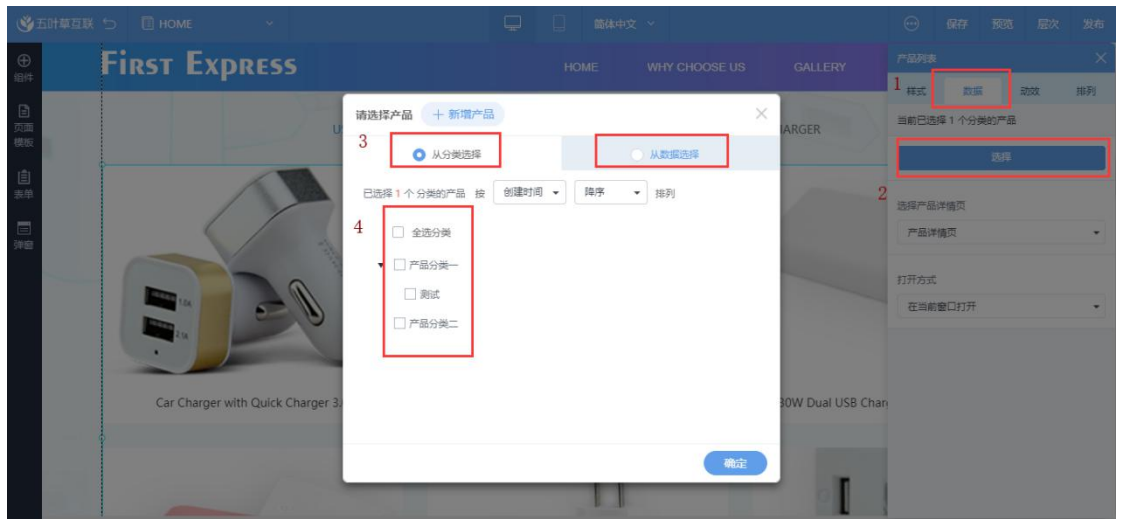 五叶草互联 HOME 简体中文 保存 预览 层次 发布
组件
页面
模版
表单
弹窗
FIRST EXPRESS
HOME WHY CHOOSE US GALLERY
产品列表
1 样式 数据 动效 排列
当前已选择 1 个分类的产品
选择
2
选择产品详情页
产品详情页
打开方式
在当前窗口打开
U
ARGER
请选择产品 + 新增产品
3
从分类选择 从数据选择
已选择 1 个 分类的产品 按 创建时间 降序 排列
4
全选分类
产品分类一
测试
产品分类二
确定
1.0A
2.1A
Car Charger with Quick Charger 3.
30W Dual USB Char